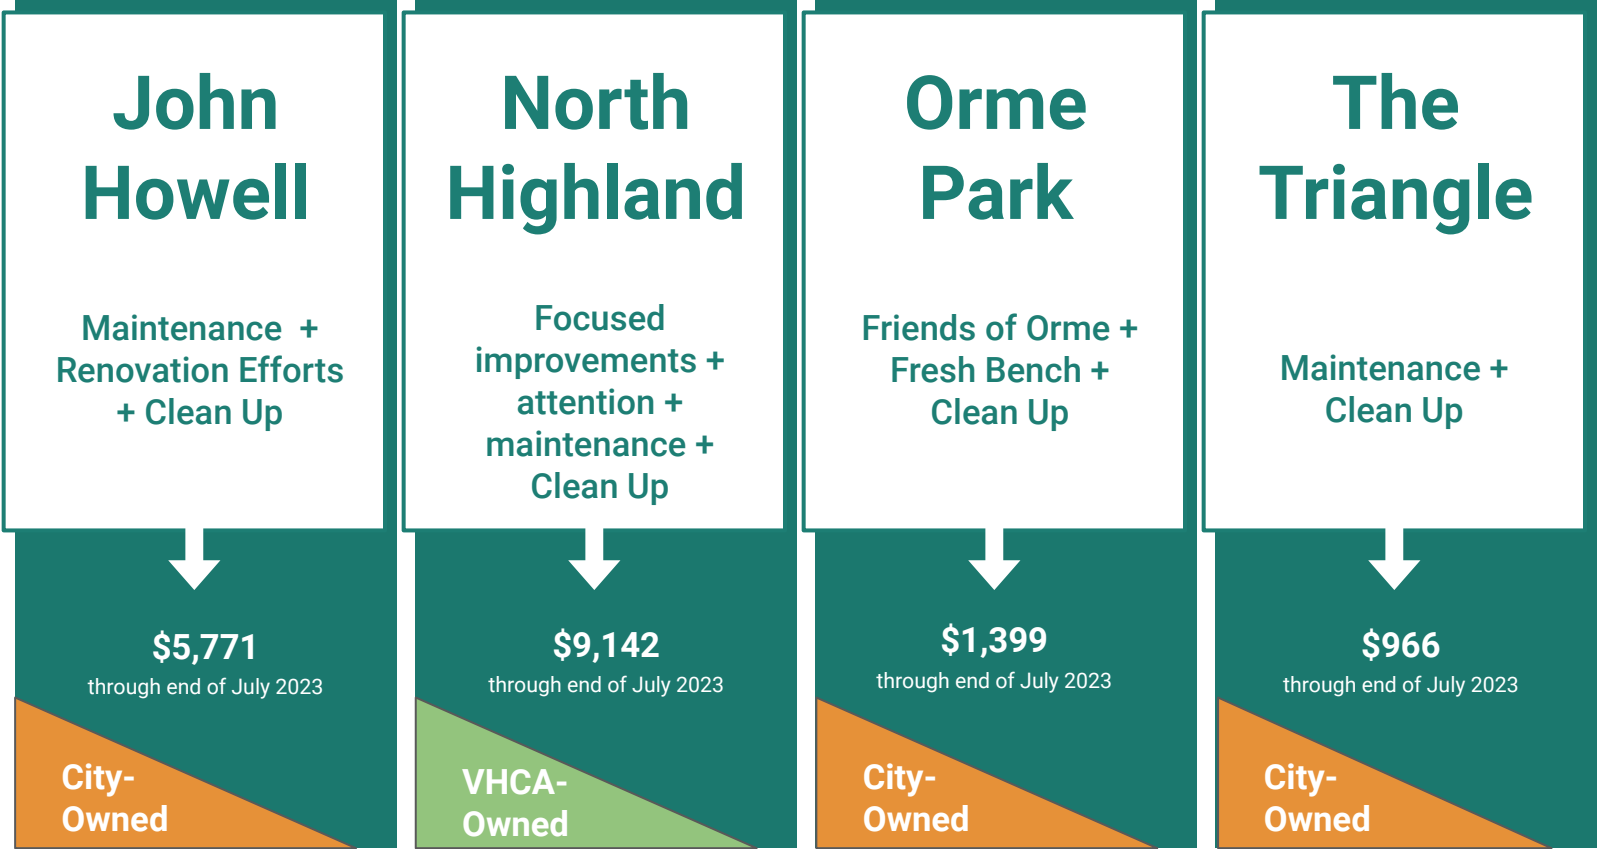 John
Howell
Maintenance + 
Renovation Efforts
+ Clean Up
$5,771
through end of July 2023
City-
Owned
North
Highland
Focused
improvements +
attention +
maintenance +
Clean Up
$9,142
through end of July 2023
VHCA-
Owned
Orme
Park
Friends of Orme +
Fresh Bench +
Clean Up
$1,399
through end of July 2023
City-
Owned
The
Triangle
Maintenance +
Clean Up
$966
through end of July 2023
City-
Owned